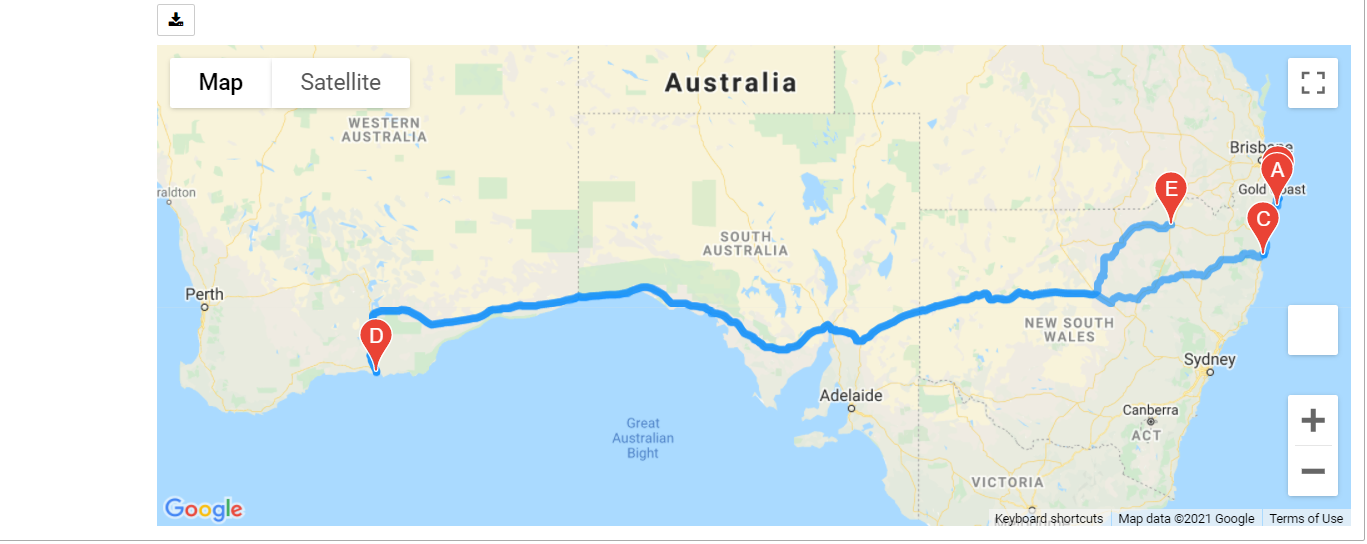 Map
Satellite
Australia
WESTERN
AUSTRALIA
Brisbane
A
raldton
E
Gold Coast
C
SOUTH
AUSTRALIA
Perth
D
NEW SOUTH
WALES
Sydney
Adelaide
Canberra
ACT
Great
Australian
Bight
VICTORIA
Google
Keyboard shortcuts
Map data ©2021 Google
Terms of Use